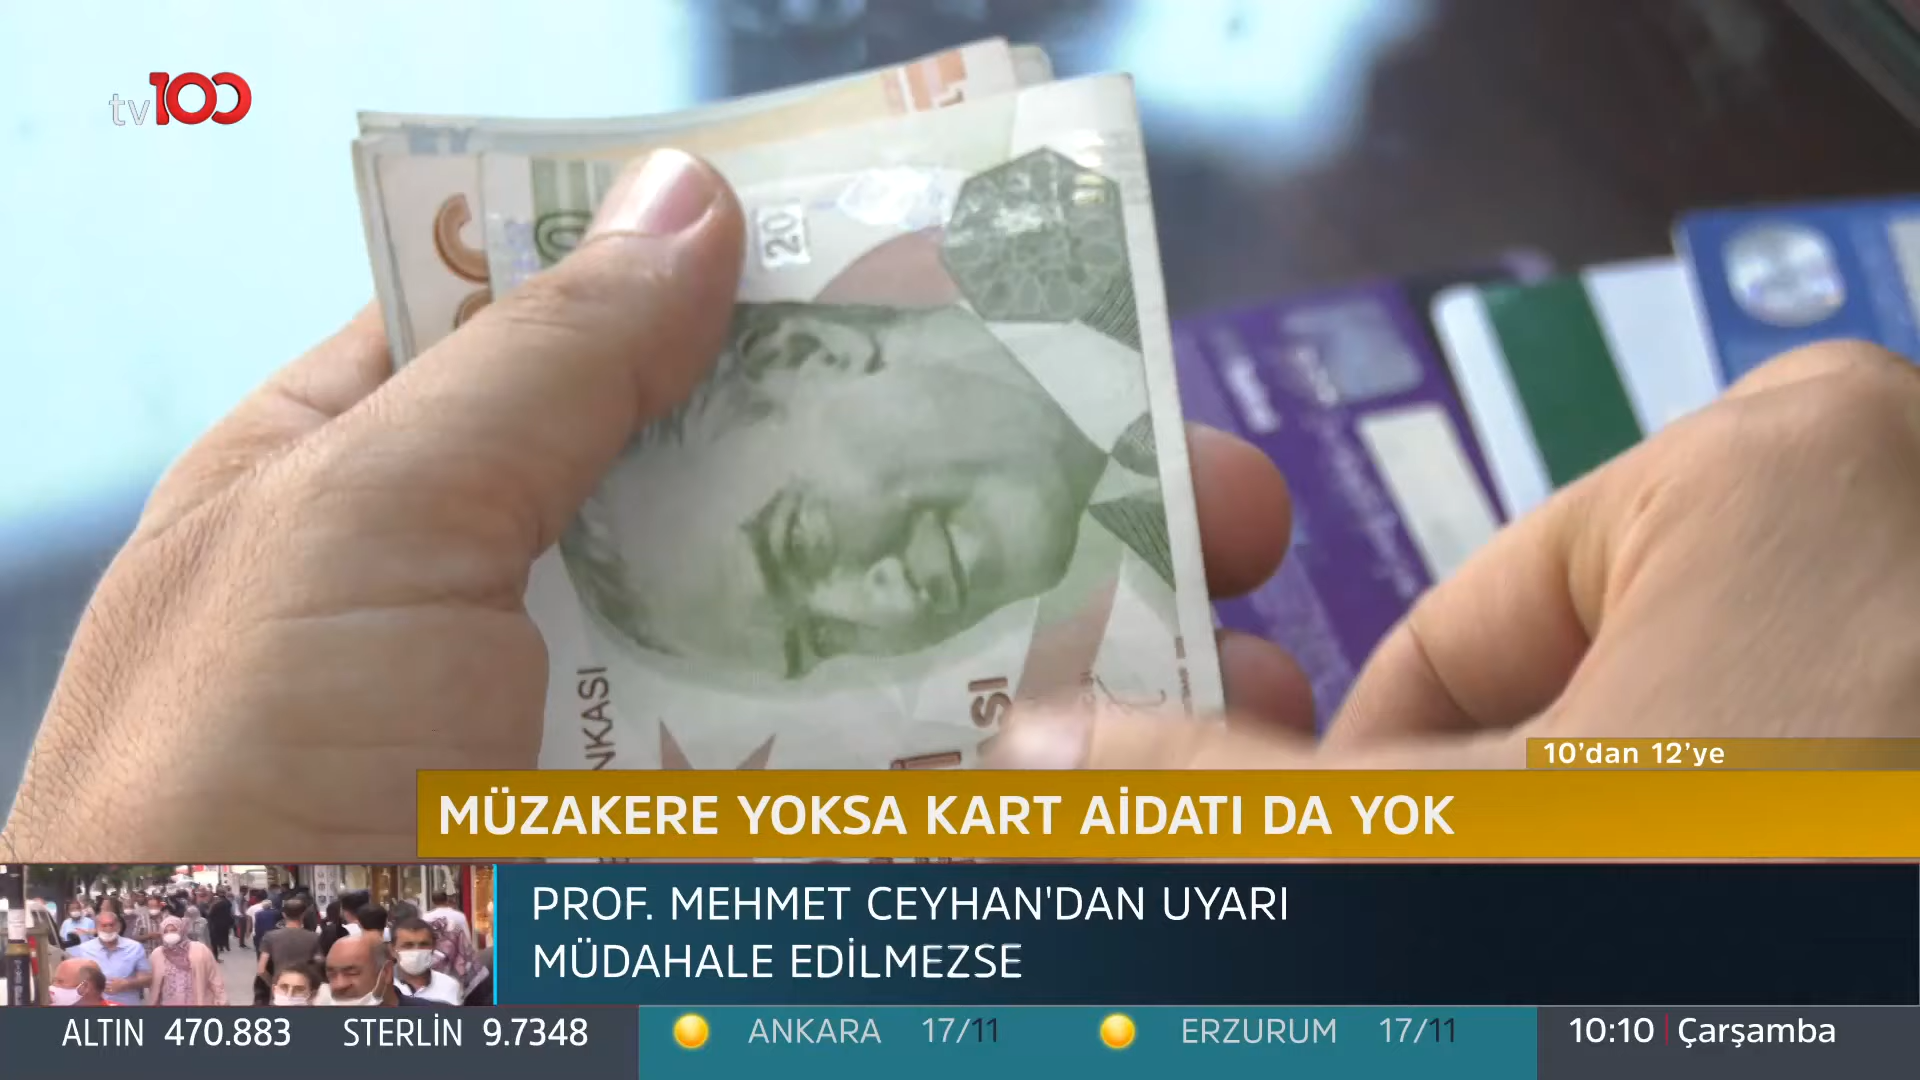 tv100
20
NKASI
10'dan 12'ye
MÜZAKERE YOKSA KART AİDATI DA YOK
PROF. MEHMET CEYHAN'DAN UYARI
MÜDAHALE EDİLMEZSE
ALTIN 470.883 STERLİN 9.7348 ANKARA 17/11 ERZURUM 17/11 10:10 Çarşamba